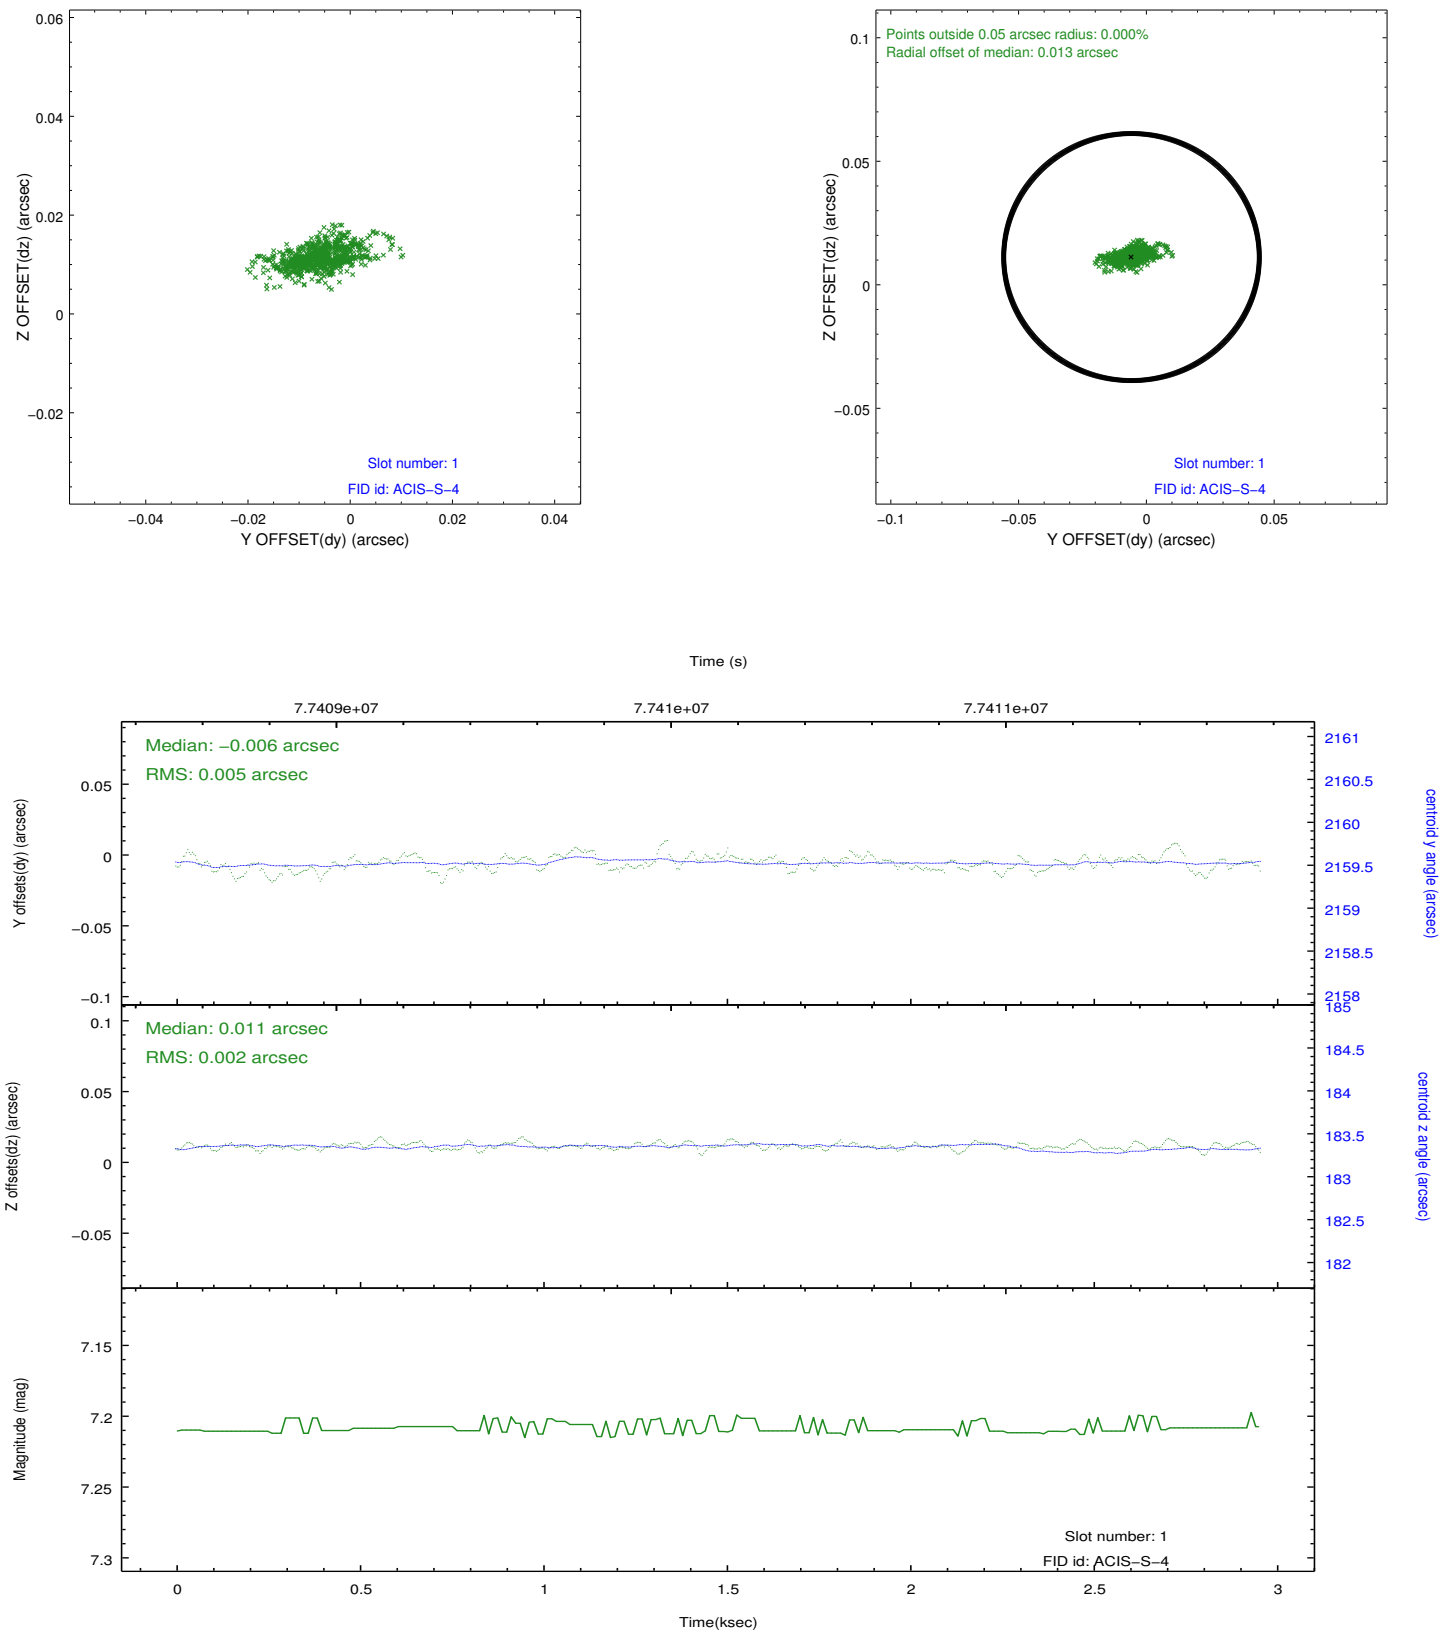 0.06
0.04
0.02
0
−0.02
Z OFFSET(dz) (arcsec)
Slot number: 1
FID id: ACIS−S−4
−0.04
−0.02
0
0.02
0.04
Y OFFSET(dy) (arcsec)
Points outside 0.05 arcsec radius: 0.000%
Radial offset of median: 0.013 arcsec
0.1
0.05
0
−0.05
Z OFFSET(dz) (arcsec)
Slot number: 1
FID id: ACIS−S−4
−0.1
−0.05
0
0.05
Y OFFSET(dy) (arcsec)
Time (s)
7.7409e+07
7.741e+07
7.7411e+07
Median: −0.006 arcsec
RMS: 0.005 arcsec
0.05
0
−0.05
−0.1
Y offsets(dy) (arcsec)
2161
2160.5
2160
2159.5
2159
2158.5
2158
centroid y angle (arcsec)
Median: 0.011 arcsec
RMS: 0.002 arcsec
0.1
0.05
0
−0.05
Z offsets(dz) (arcsec)
185
184.5
184
183.5
183
182.5
182
centroid z angle (arcsec)
7.15
7.2
7.25
7.3
Magnitude (mag)
Slot number: 1
FID id: ACIS−S−4
0
0.5
1
1.5
2
2.5
3
Time(ksec)